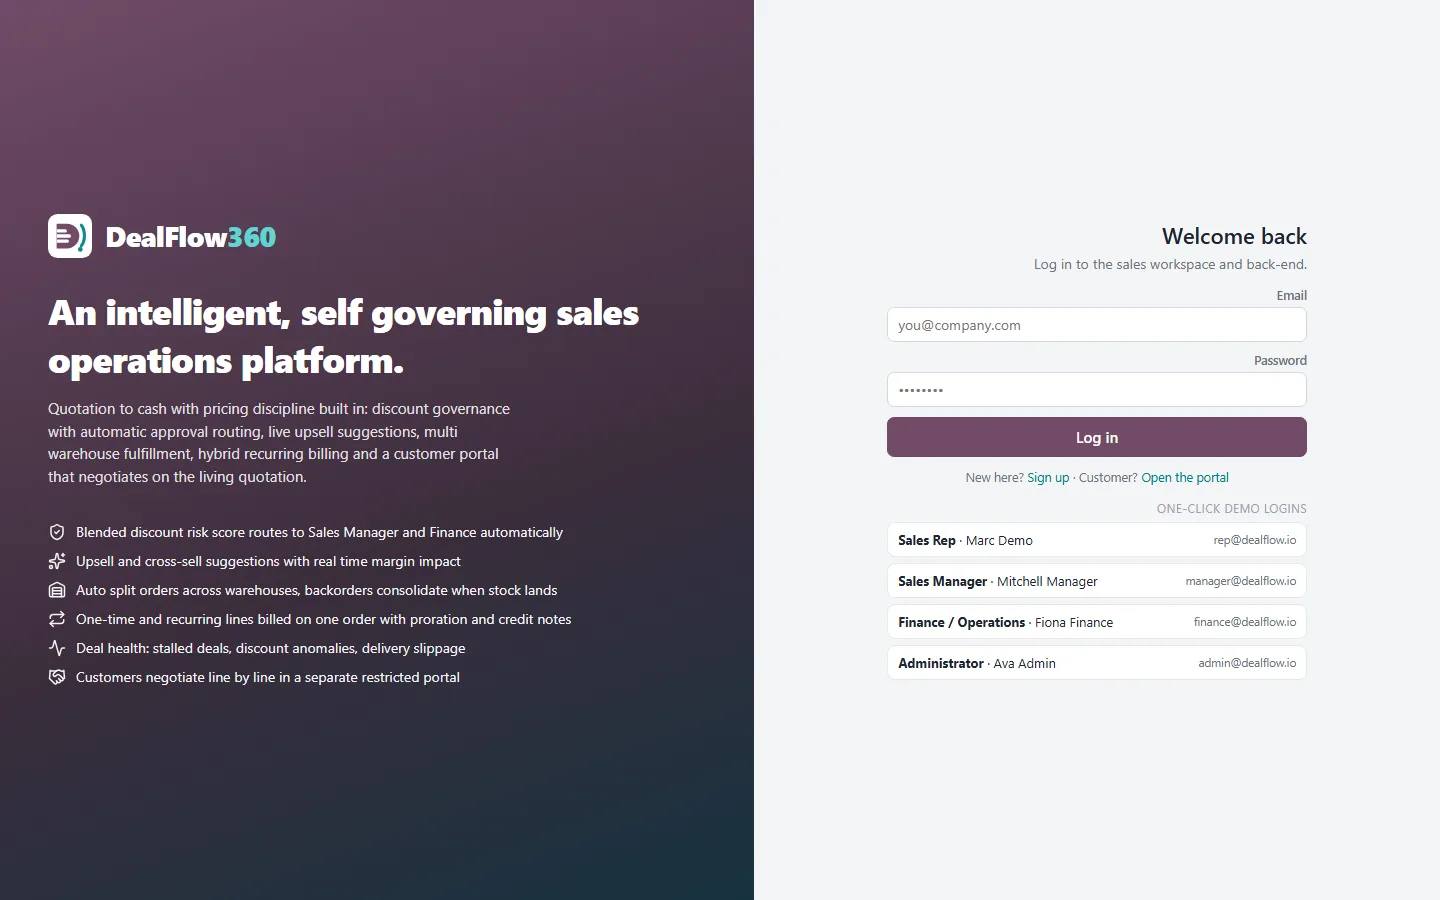 DealFlow360
An intelligent, self governing sales
operations platform.
Quotation to cash with pricing discipline built in: discount governance
with automatic approval routing, live upsell suggestions, multi
warehouse fulfillment, hybrid recurring billing and a customer portal
that negotiates on the living quotation.
Blended discount risk score routes to Sales Manager and Finance automatically
Upsell and cross-sell suggestions with real time margin impact
Auto split orders across warehouses, backorders consolidate when stock lands
One-time and recurring lines billed on one order with proration and credit notes
Deal health: stalled deals, discount anomalies, delivery slippage
Customers negotiate line by line in a separate restricted portal
Welcome back
Log in to the sales workspace and back-end.
Email
you@company.com
Password
••••••••
Log in
New here? Sign up · Customer? Open the portal
ONE-CLICK DEMO LOGINS
Sales Rep · Marc Demo rep@dealflow.io
Sales Manager · Mitchell Manager manager@dealflow.io
Finance / Operations · Fiona Finance finance@dealflow.io
Administrator · Ava Admin admin@dealflow.io